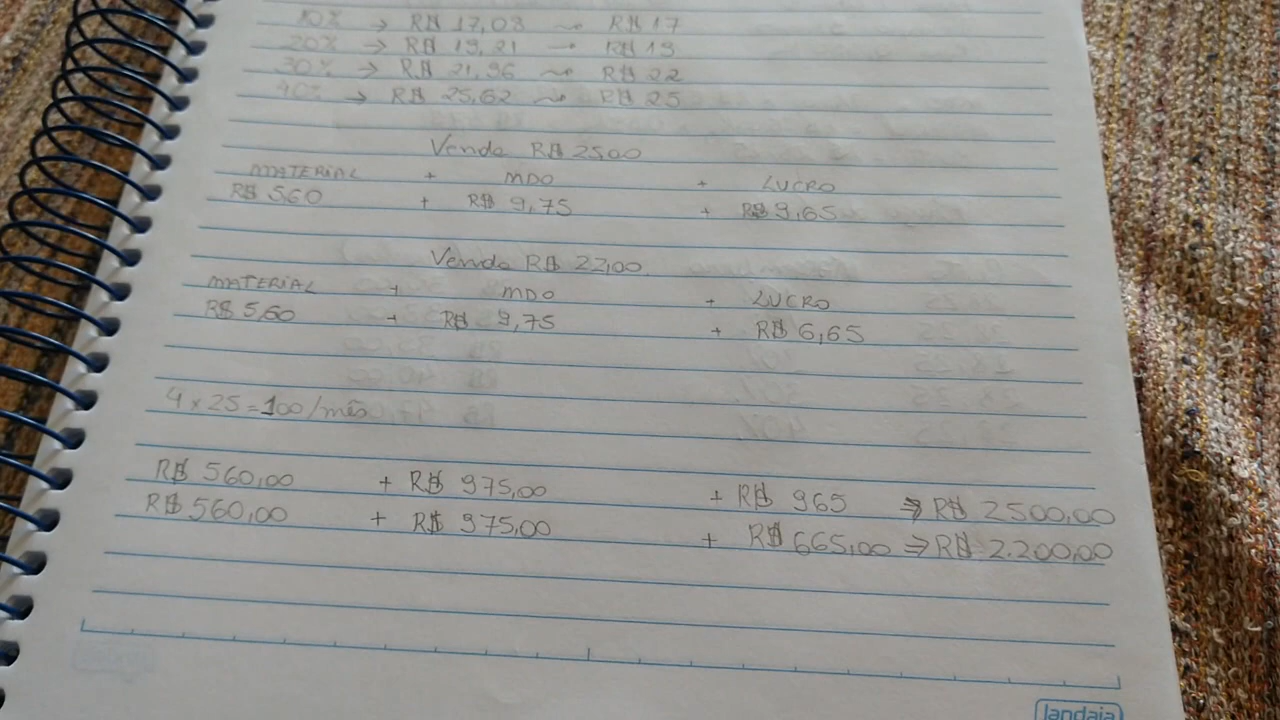 10% → R$ 17,08 ~ R$ 17
20% → R$ 19,21 → R$ 19
30% → R$ 21,96 ~ R$ 22
40% → R$ 25,62 ~ R$ 25
Venda R$ 25,00
MATERIAL + MDO + LUCRO
R$ 5,60 + R$ 9,75 + R$ 9,65
Venda R$ 22,00
MATERIAL + MDO + LUCRO
R$ 5,60 + R$ 9,75 + R$ 6,65
4 x 25 = 100/mês
R$ 560,00 + R$ 975,00 + R$ 965 ⇒ R$ 2500,00
R$ 560,00 + R$ 975,00 + R$ 665,00 ⇒ R$ 2.200,00
landaia